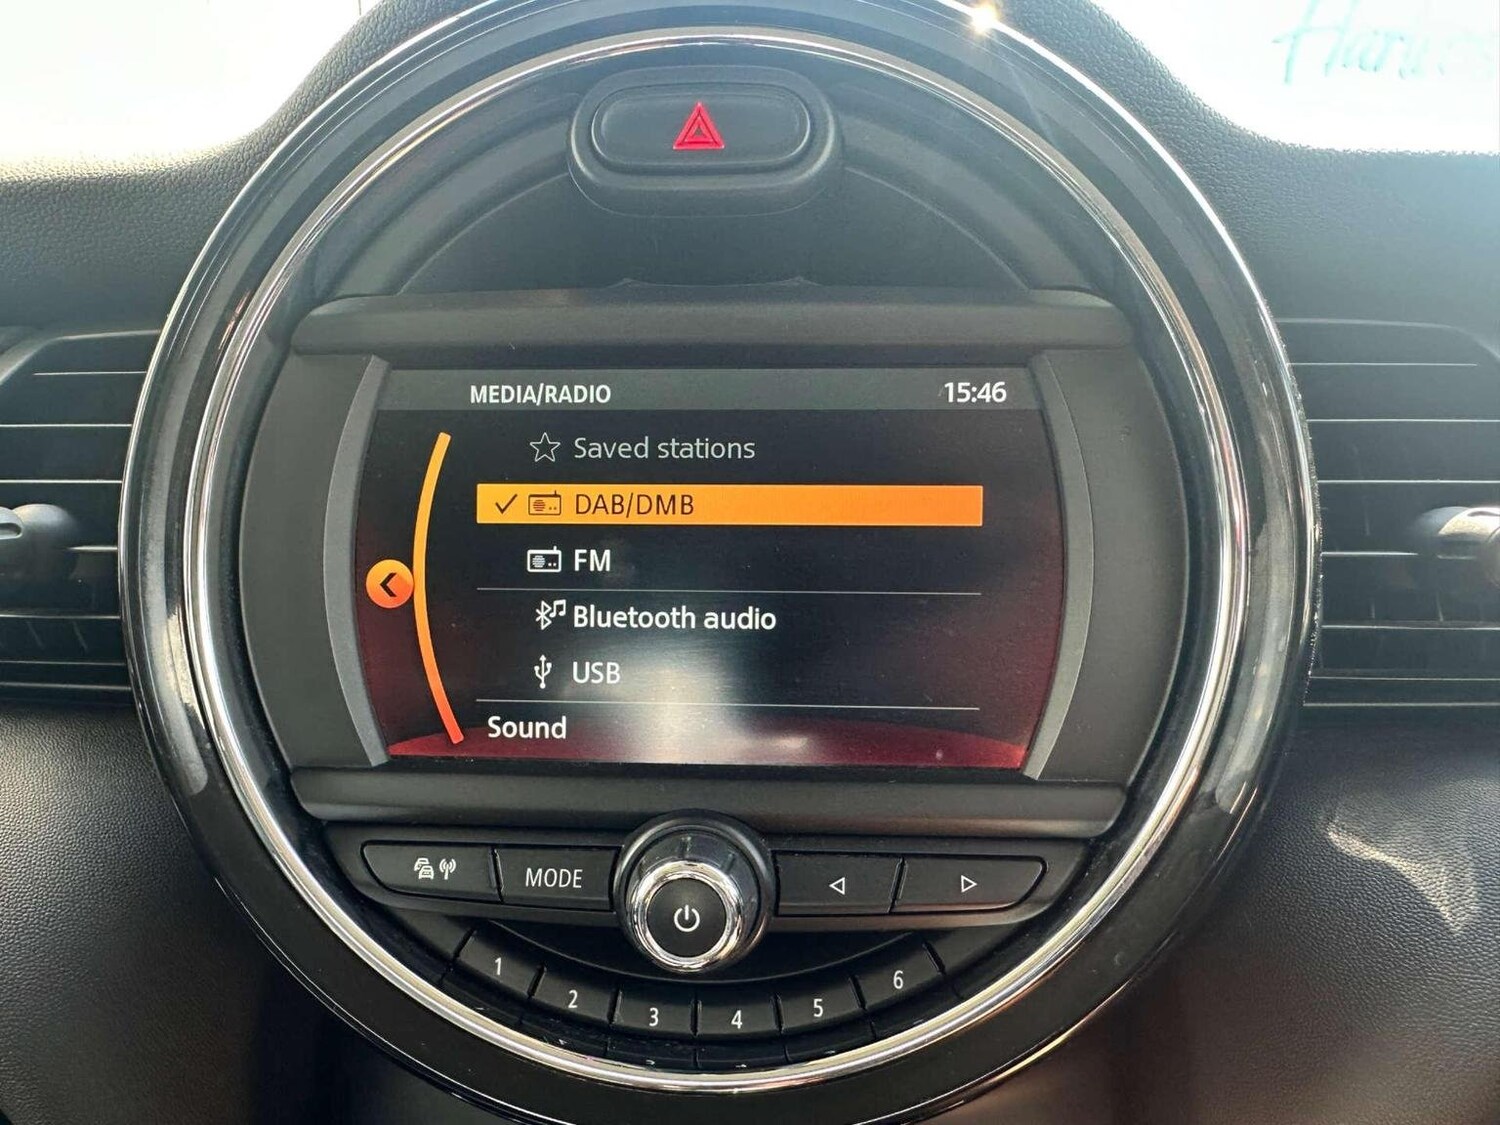 MEDIA/RADIO 15:46
Saved stations
DAB/DMB
FM
Bluetooth audio
USB
Sound
MODE
1 2 3 4 5 6